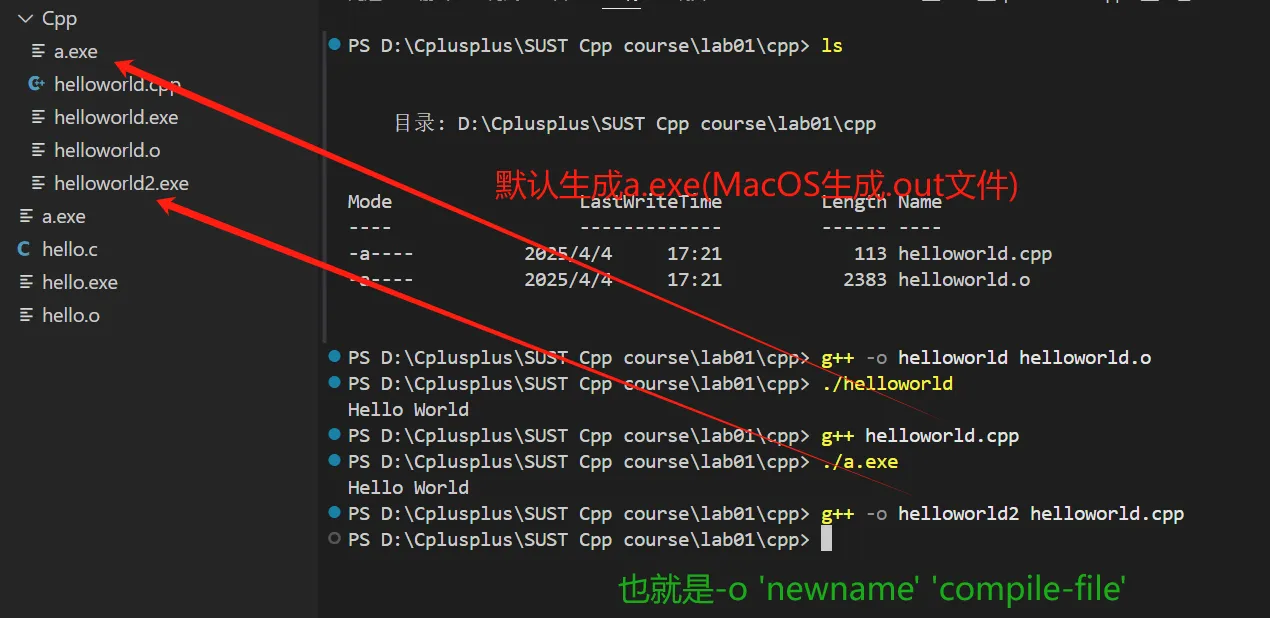 Cpp
a.exe
helloworld.cpp
helloworld.exe
helloworld.o
helloworld2.exe
a.exe
hello.c
hello.exe
hello.o
PS D:\Cplusplus\SUST Cpp course\lab01\cpp> ls
目录: D:\Cplusplus\SUST Cpp course\lab01\cpp
默认生成a.exe(MacOS生成.out文件)
Mode LastWriteTime Length Name
---- ------------- ------ ----
-a---- 2025/4/4 17:21 113 helloworld.cpp
-a---- 2025/4/4 17:21 2383 helloworld.o
PS D:\Cplusplus\SUST Cpp course\lab01\cpp> g++ -o helloworld helloworld.o
PS D:\Cplusplus\SUST Cpp course\lab01\cpp> ./helloworld
Hello World
PS D:\Cplusplus\SUST Cpp course\lab01\cpp> g++ helloworld.cpp
PS D:\Cplusplus\SUST Cpp course\lab01\cpp> ./a.exe
Hello World
PS D:\Cplusplus\SUST Cpp course\lab01\cpp> g++ -o helloworld2 helloworld.cpp
PS D:\Cplusplus\SUST Cpp course\lab01\cpp>
也就是-o 'newname' 'compile-file'